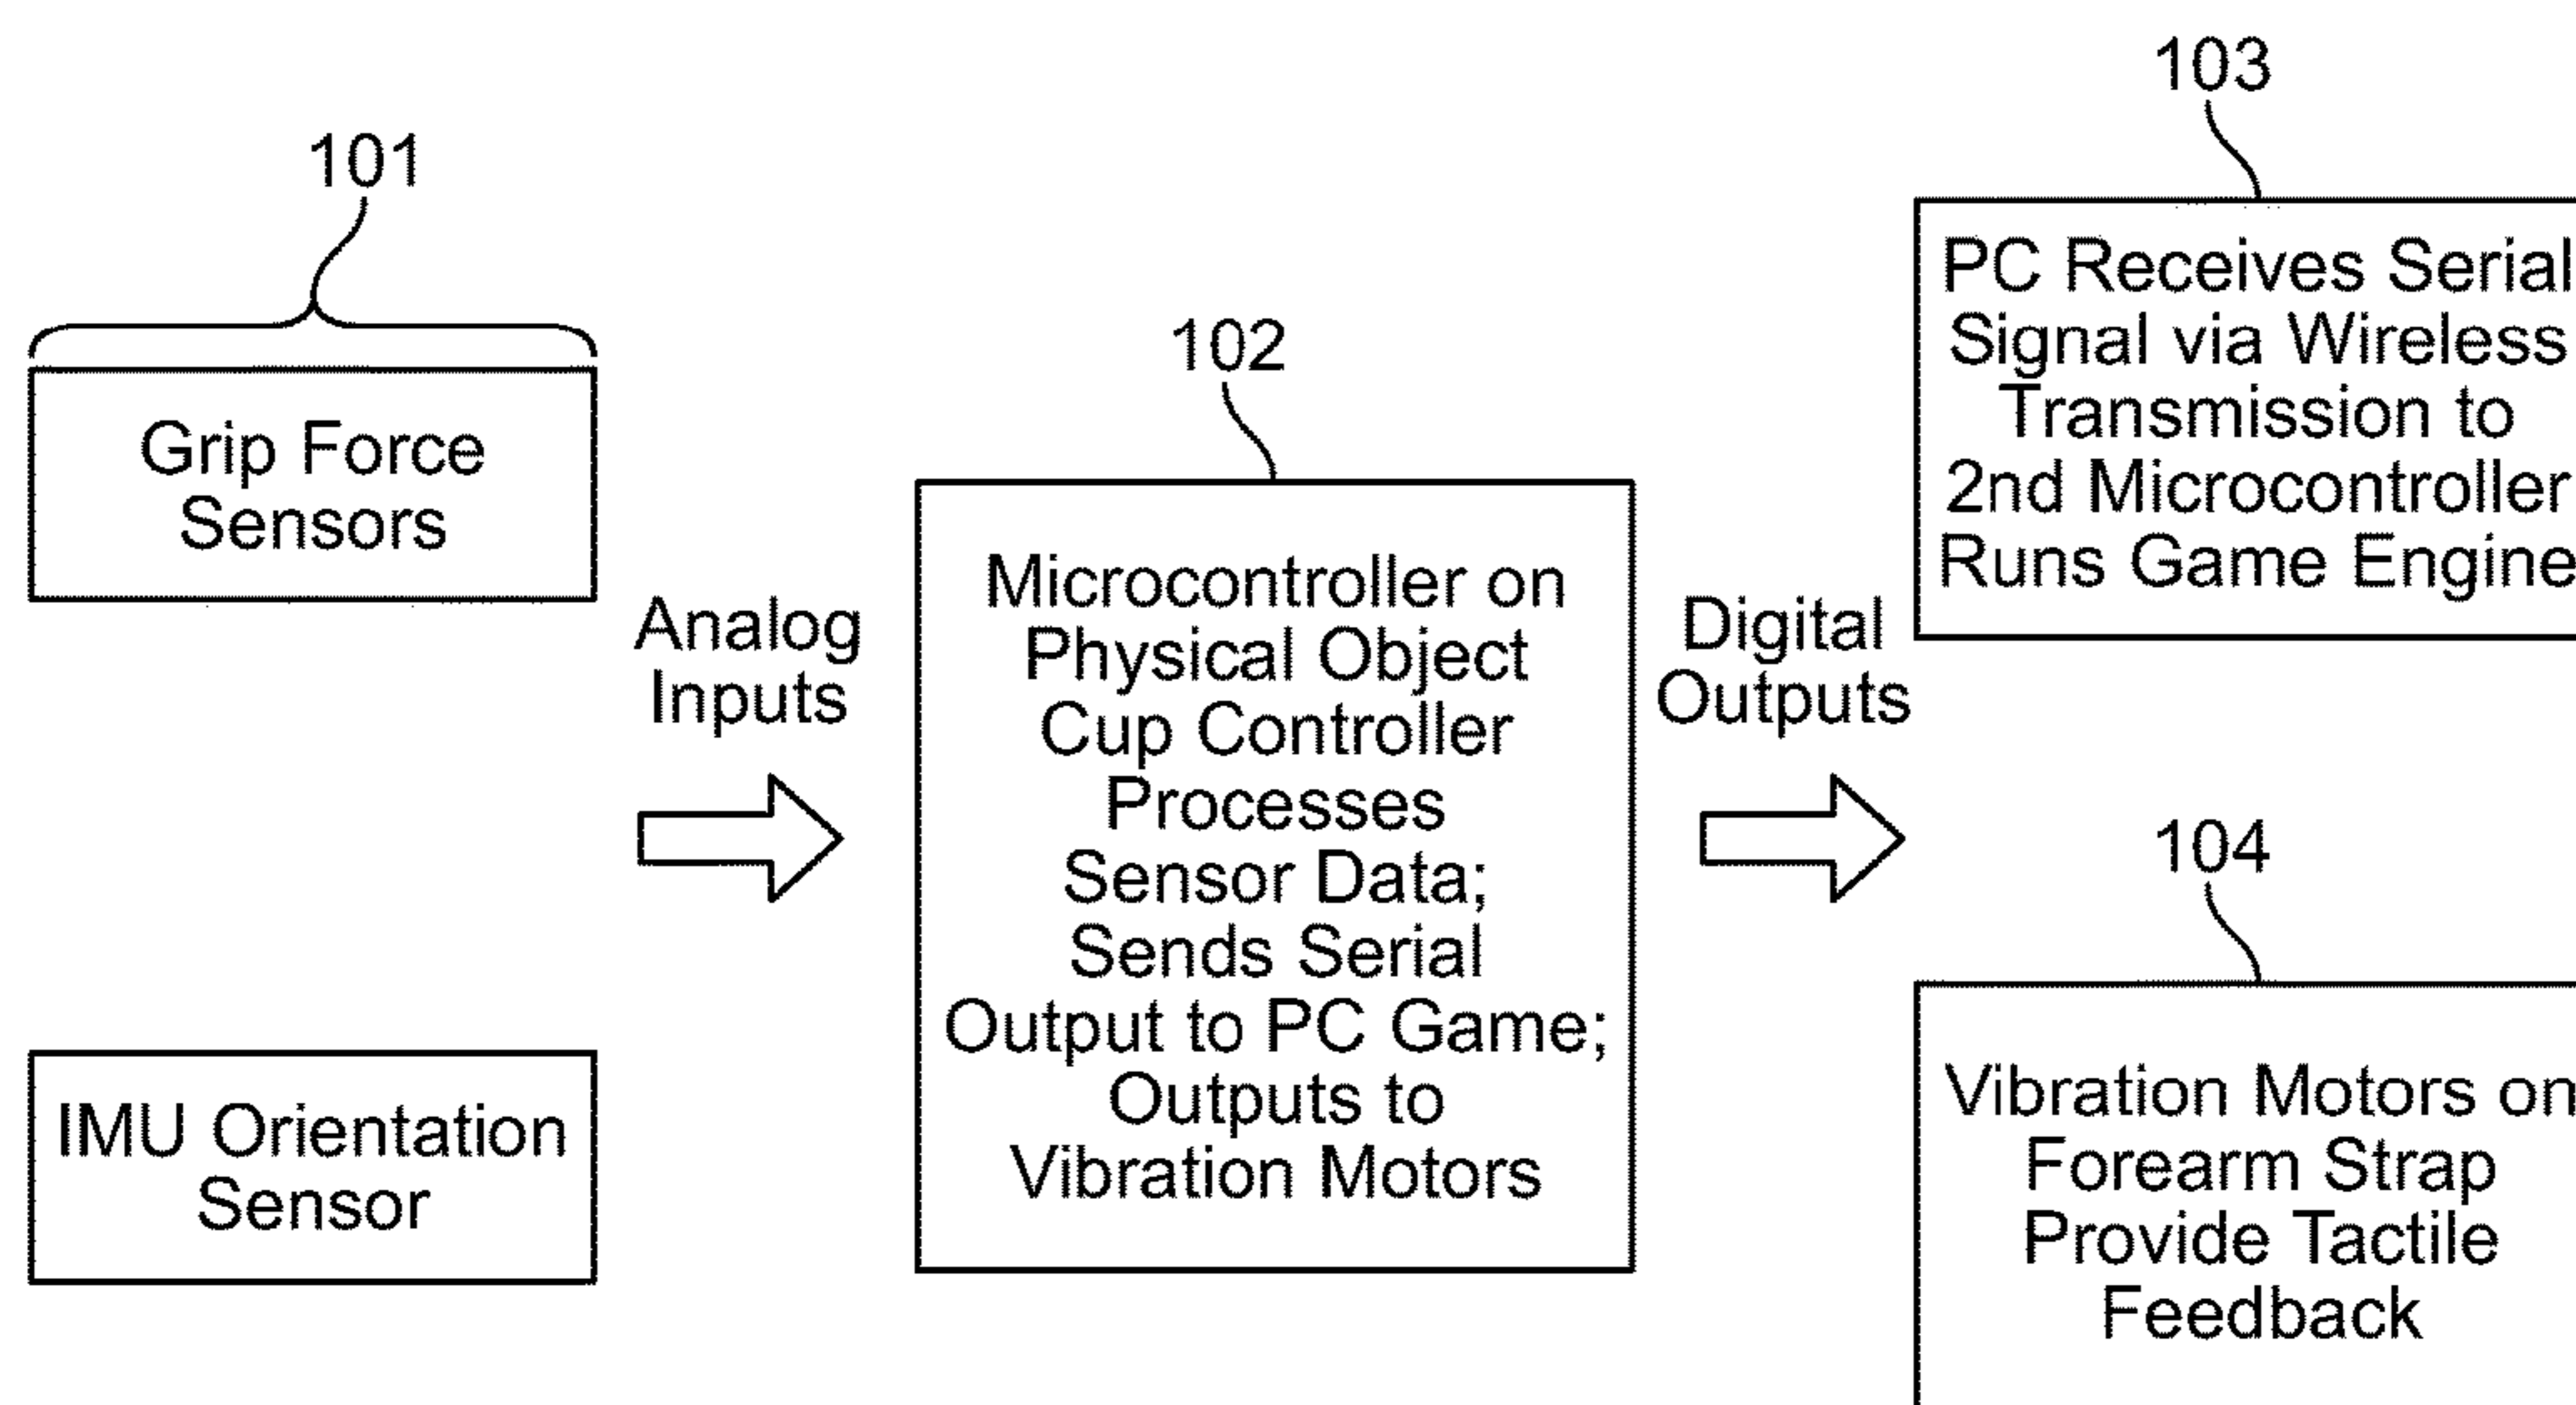 101
Grip Force
Sensors
IMU Orientation
Sensor
Analog
Inputs
102
Microcontroller on
Physical Object
Cup Controller
Processes
Sensor Data;
Sends Serial
Output to PC Game;
Outputs to
Vibration Motors
Digital
Outputs
103
PC Receives Serial
Signal via Wireless
Transmission to
2nd Microcontroller
Runs Game Engine
104
Vibration Motors on
Forearm Strap
Provide Tactile
Feedback